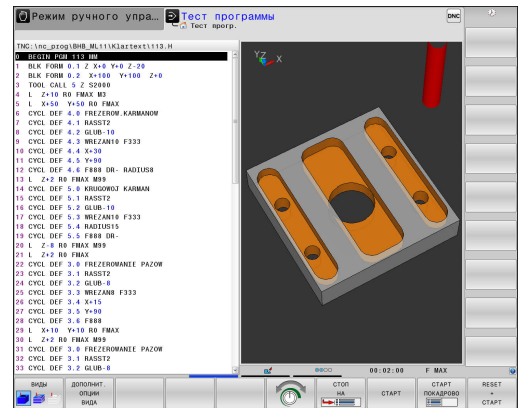 Режим ручного упра…
Тест программы
Тест прогр.
DNC
TNC:\nc_prog\BHB_ML11\Klartext\113.H
0 BEGIN PGM 113 MM
1 BLK FORM 0.1 Z X+0 Y+0 Z-20
2 BLK FORM 0.2 X+100 Y+100 Z+0
3 TOOL CALL 5 Z S2000
4 L Z+10 R0 FMAX M3
5 L X+50 Y+50 R0 FMAX
6 CYCL DEF 4.0 FREZEROW.KARMANOW
7 CYCL DEF 4.1 RASST2
8 CYCL DEF 4.2 GLUB-10
9 CYCL DEF 4.3 WREZAN10 F333
10 CYCL DEF 4.4 X+30
11 CYCL DEF 4.5 Y+90
12 CYCL DEF 4.6 F888 DR- RADIUS8
13 L Z+2 R0 FMAX M99
14 CYCL DEF 5.0 KRUGOWOJ KARMAN
15 CYCL DEF 5.1 RASST2
16 CYCL DEF 5.2 GLUB-10
17 CYCL DEF 5.3 WREZAN10 F333
18 CYCL DEF 5.4 RADIUS15
19 CYCL DEF 5.5 F888 DR-
20 L Z-8 R0 FMAX M99
21 L Z+2 R0 FMAX
22 CYCL DEF 3.0 FREZEROWANIE PAZOW
23 CYCL DEF 3.1 RASST2
24 CYCL DEF 3.2 GLUB-8
25 CYCL DEF 3.3 WREZAN8 F333
26 CYCL DEF 3.4 X+15
27 CYCL DEF 3.5 Y+90
28 CYCL DEF 3.6 F888
29 L X+10 Y+10 R0 FMAX
30 L Z+2 R0 FMAX M99
31 CYCL DEF 3.0 FREZEROWANIE PAZOW
32 CYCL DEF 3.1 RASST2
33 CYCL DEF 3.2 GLUB-8
YZ X
00:02:00 F MAX
ВИДЫ
ДОПОЛНИТ. ОПЦИИ ВИДА
СТОП НА
СТАРТ
СТАРТ ПОКАДРОВО
RESET + СТАРТ